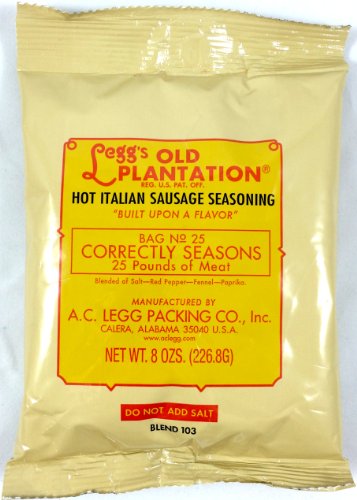 Legg's OLD
PLANTATION®
REG. U.S. PAT. OFF.
HOT ITALIAN SAUSAGE SEASONING
"BUILT UPON A FLAVOR"
BAG Nº 25
CORRECTLY SEASONS
25 Pounds of Meat
Blended of Salt—Red Pepper—Fennel—Paprika.
MANUFACTURED BY
A.C. LEGG PACKING CO., Inc.
CALERA, ALABAMA 35040 U.S.A.
www.aclegg.com
NET WT. 8 OZS. (226.8G)
DO NOT ADD SALT
BLEND 103